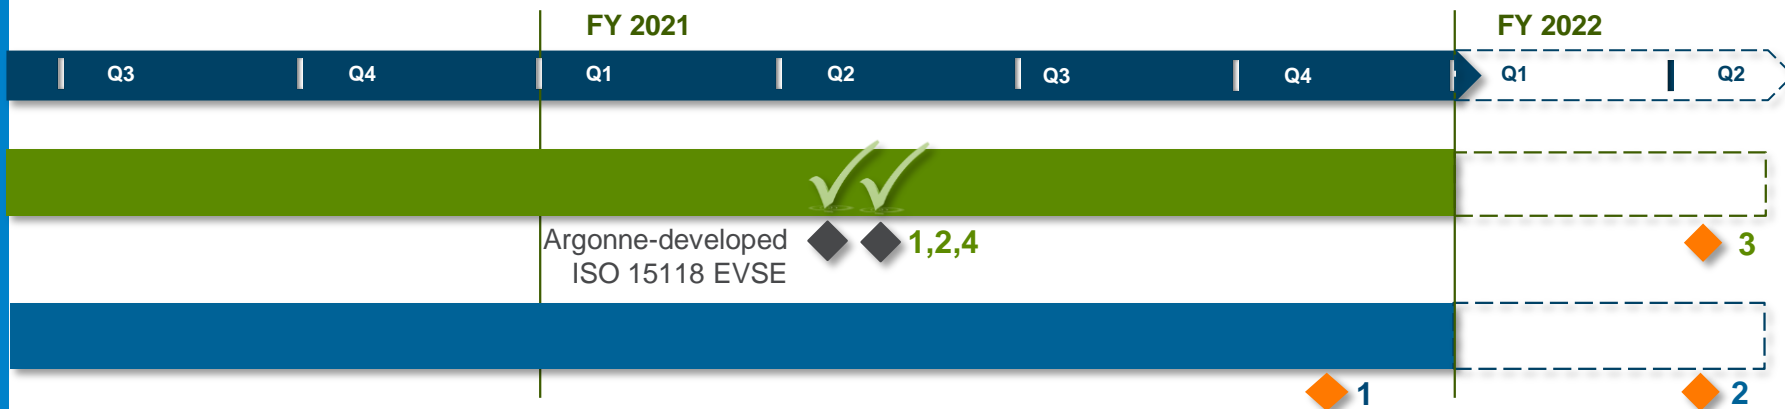 FY 2021
FY 2022
Q3
Q4
Q1
Q2
Q3
Q4
Q1
Q2
Argonne-developed
ISO 15118 EVSE
1,2,4
3
1
2